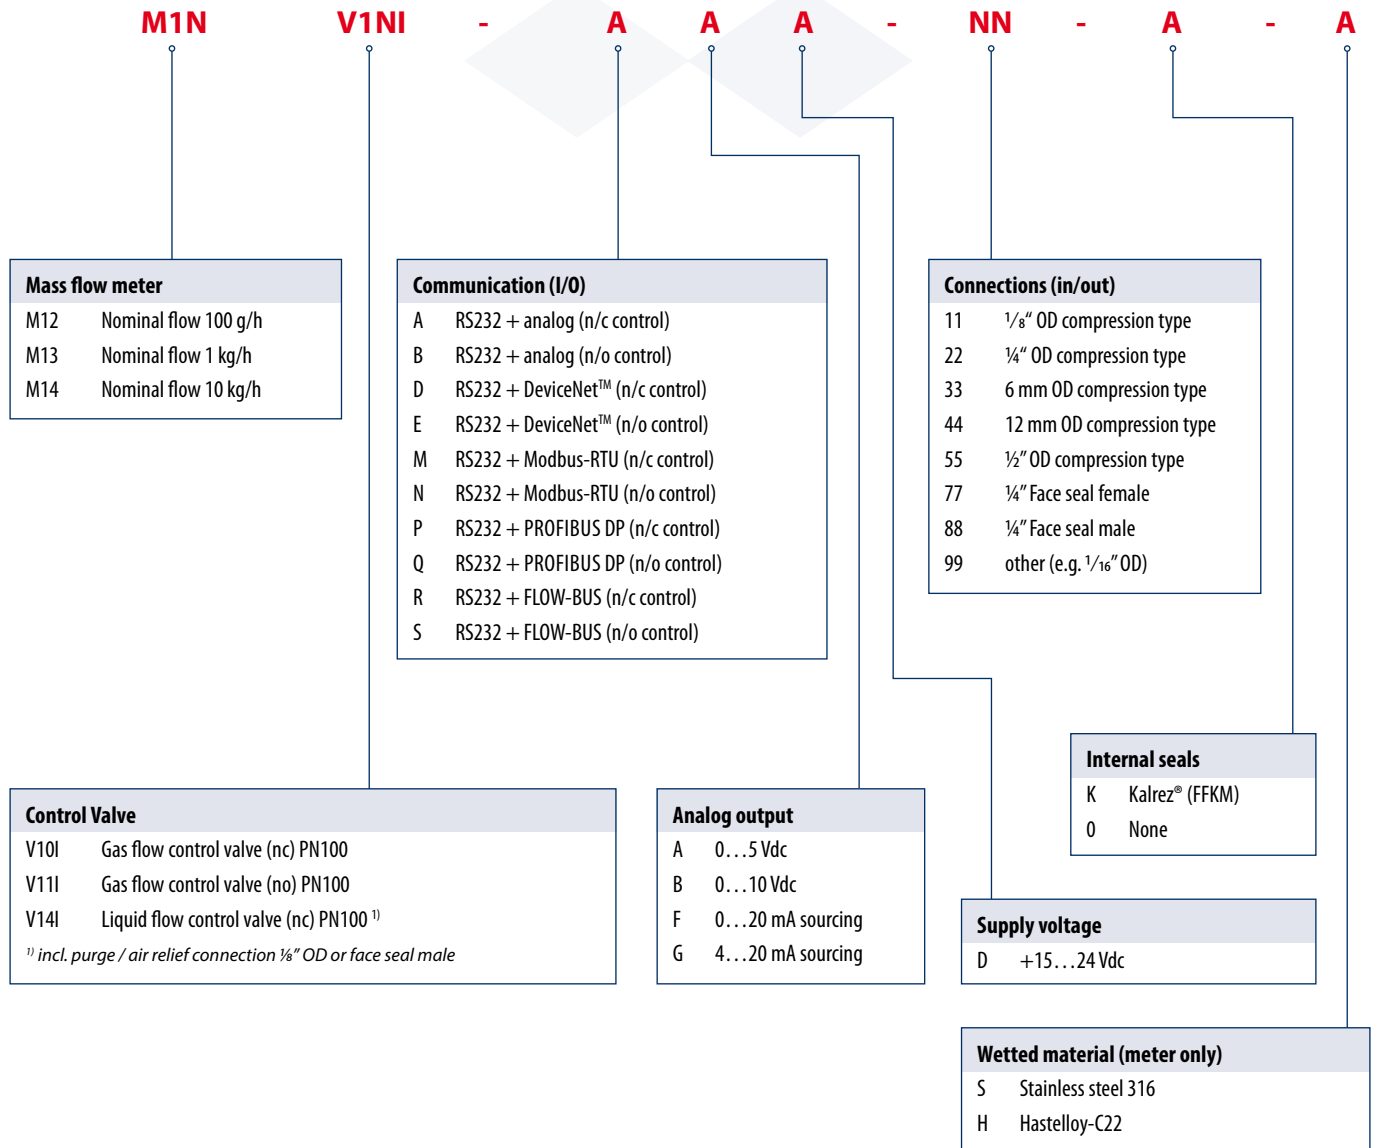 M1N V1NI - A A A - NN - A - A
Mass flow meter
M12 Nominal flow 100 g/h
M13 Nominal flow 1 kg/h
M14 Nominal flow 10 kg/h
Communication (I/O)
A RS232 + analog (n/c control)
B RS232 + analog (n/o control)
D RS232 + DeviceNet™ (n/c control)
E RS232 + DeviceNet™ (n/o control)
M RS232 + Modbus-RTU (n/c control)
N RS232 + Modbus-RTU (n/o control)
P RS232 + PROFIBUS DP (n/c control)
Q RS232 + PROFIBUS DP (n/o control)
R RS232 + FLOW-BUS (n/c control)
S RS232 + FLOW-BUS (n/o control)
Connections (in/out)
11 1/8“ OD compression type
22 ¼“ OD compression type
33 6 mm OD compression type
44 12 mm OD compression type
55 ½” OD compression type
77 ¼” Face seal female
88 ¼” Face seal male
99 other (e.g. 1/16” OD)
Control Valve
V10I Gas flow control valve (nc) PN100
V11I Gas flow control valve (no) PN100
V14I Liquid flow control valve (nc) PN100 1)
1) incl. purge / air relief connection ⅛” OD or face seal male
Analog output
A 0…5 Vdc
B 0…10 Vdc
F 0…20 mA sourcing
G 4…20 mA sourcing
Internal seals
K Kalrez® (FFKM)
0 None
Supply voltage
D +15…24 Vdc
Wetted material (meter only)
S Stainless steel 316
H Hastelloy-C22